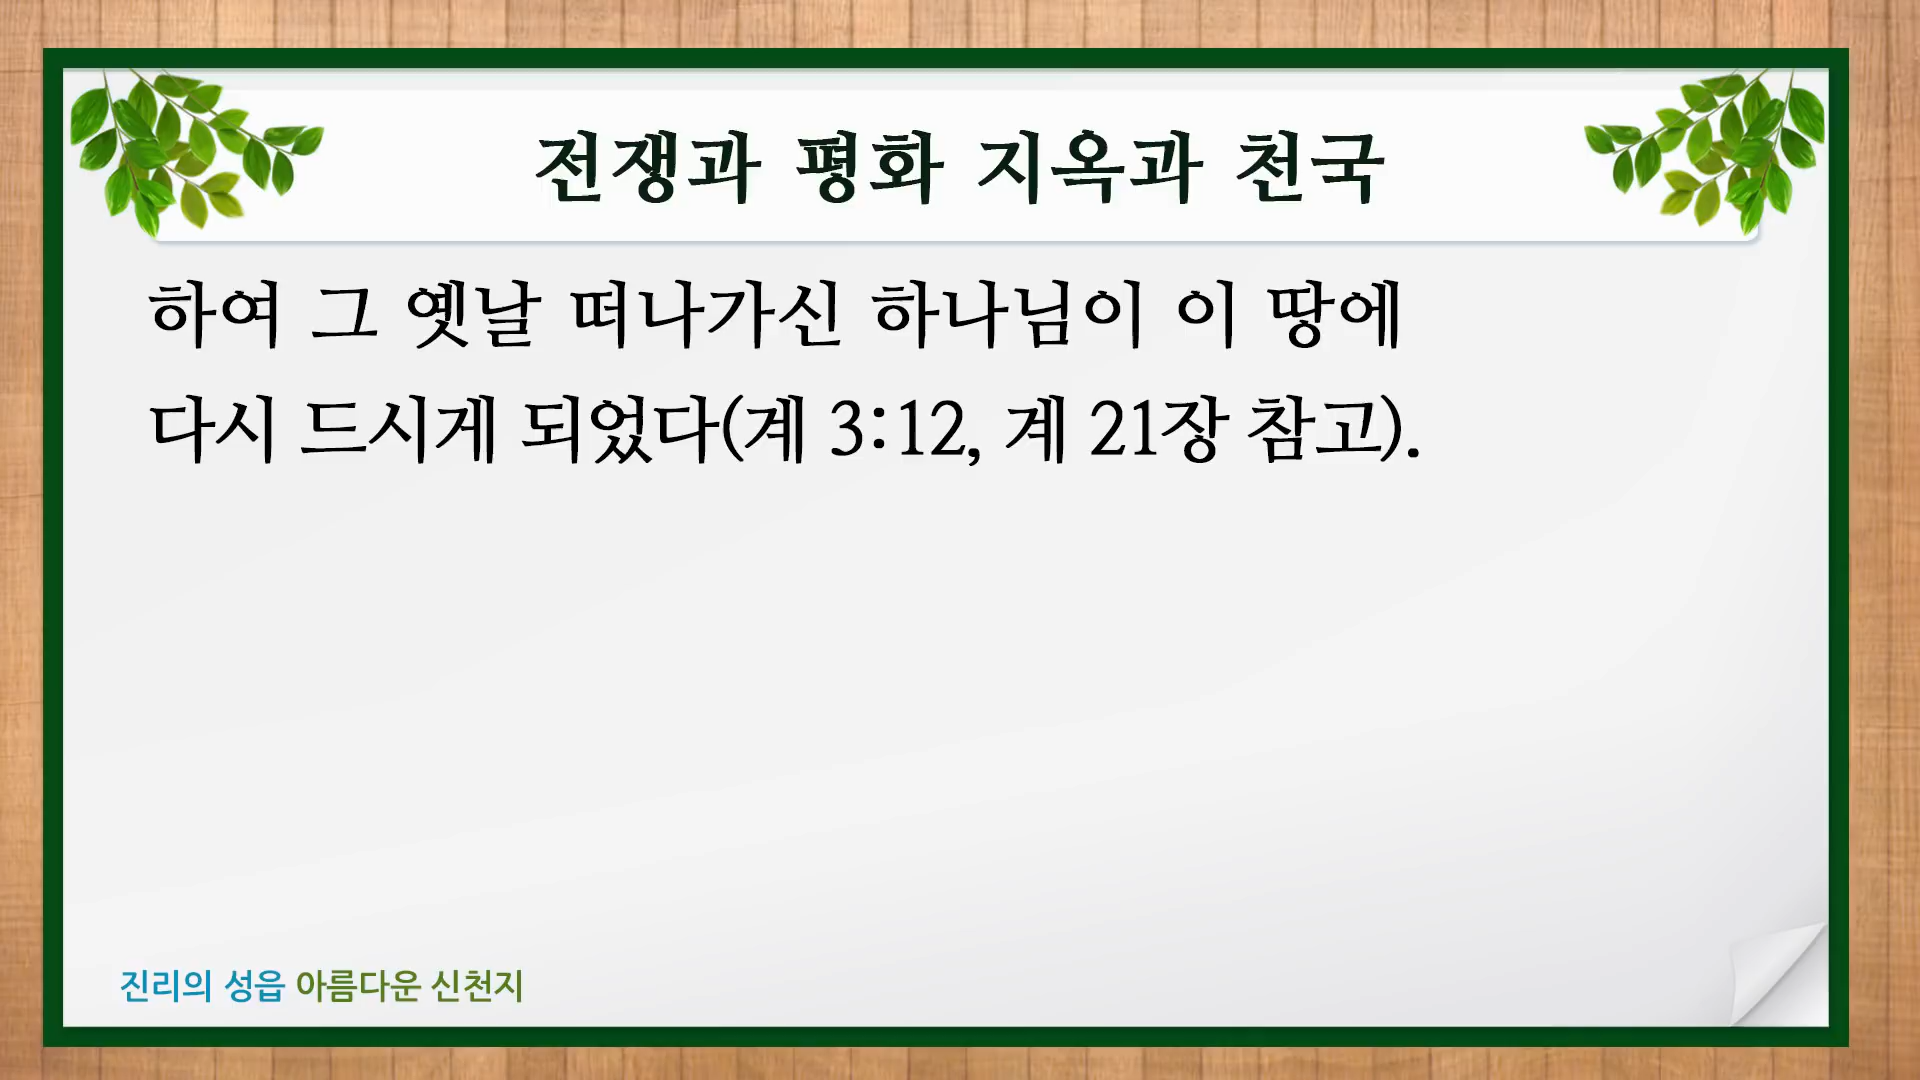 전쟁과 평화 지옥과 천국
하여 그 옛날 떠나가신 하나님이 이 땅에
다시 드시게 되었다(계 3:12, 계 21장 참고).
진리의 성읍 아름다운 신천지